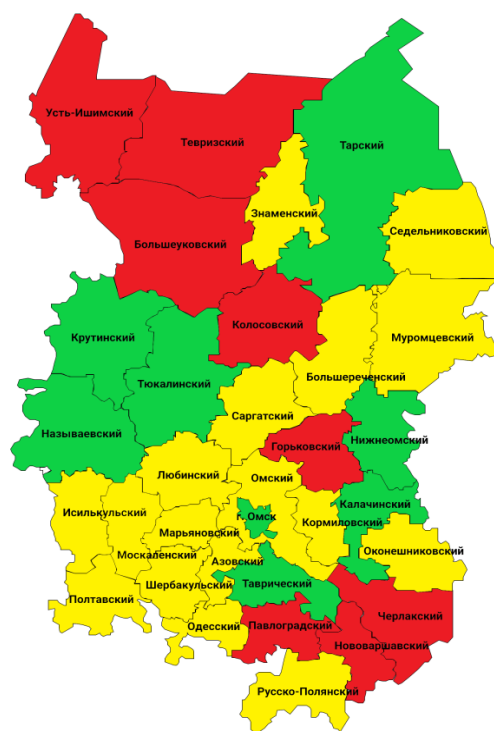 Усть-Ишимский
Тевризский
Тарский
Знаменский
Седельниковский
Большеуковский
Колосовский
Крутинский
Муромцевский
Большереченский
Тюкалинский
Саргатский
Называевский
Нижнеомский
Горьковский
Любинский
Омский
Калачинский
Исилькульский
г. Омск
Кормиловский
Марьяновский
Москаленский
Оконешниковский
Азовский
Шербакульский
Таврический
Полтавский
Черлакский
Одесский
Павлоградский
Нововаршавский
Русско-Полянский